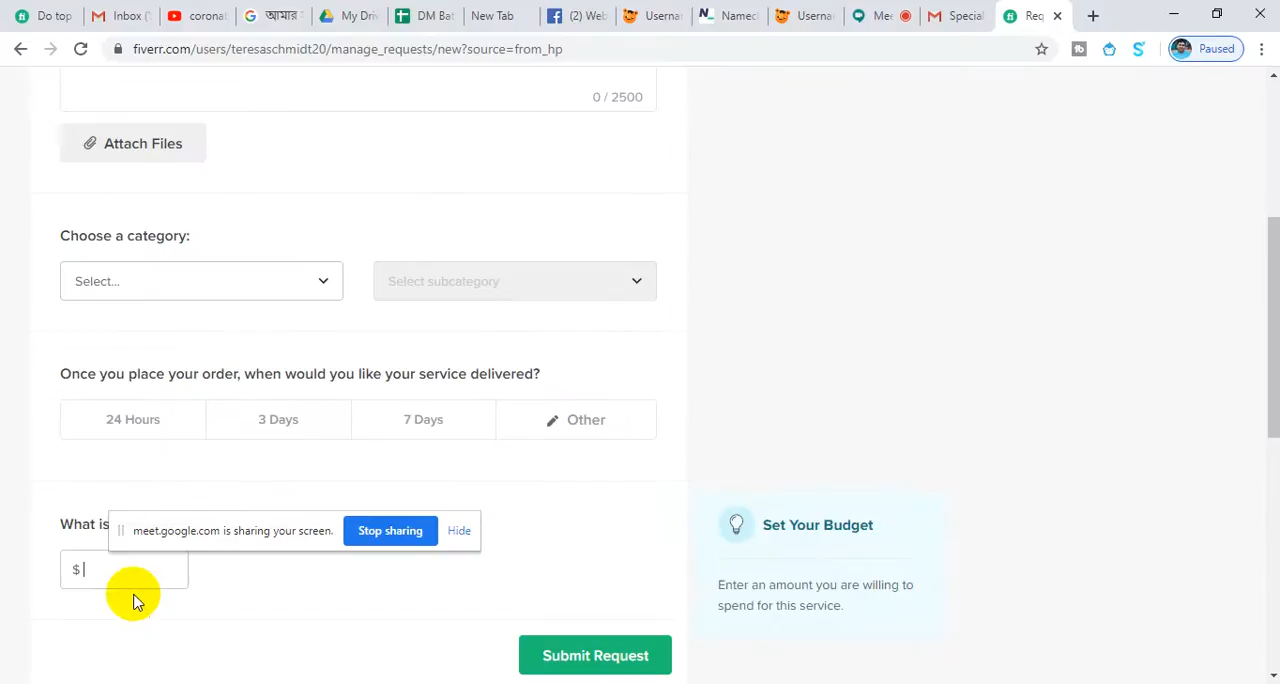 Do top
Inbox (
coronat
আমার
My Driv
DM Bat
New Tab
(2) Web
Usernar
Namech
Usernar
Mee
Special
Req
fiverr.com/users/teresaschmidt20/manage_requests/new?source=from_hp
Paused
0 / 2500
Attach Files
Choose a category:
Select...
Select subcategory
Once you place your order, when would you like your service delivered?
24 Hours
3 Days
7 Days
Other
What is
meet.google.com is sharing your screen.
Stop sharing
Hide
$
Set Your Budget
Enter an amount you are willing to
spend for this service.
Submit Request